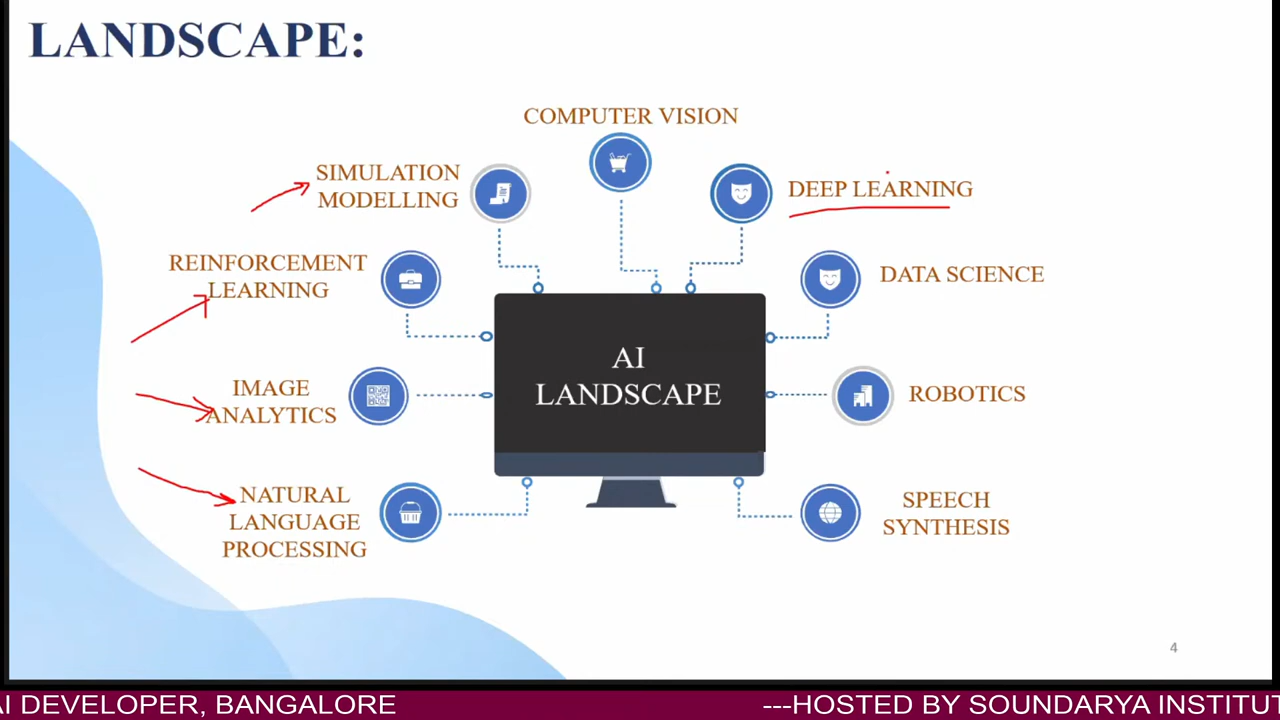 LANDSCAPE:
COMPUTER VISION
SIMULATION
MODELLING
DEEP LEARNING
REINFORCEMENT
LEARNING
DATA SCIENCE
AI
LANDSCAPE
IMAGE
ANALYTICS
ROBOTICS
NATURAL
LANGUAGE
PROCESSING
SPEECH
SYNTHESIS
4
AI DEVELOPER, BANGALORE
---HOSTED BY SOUNDARYA INSTITUT